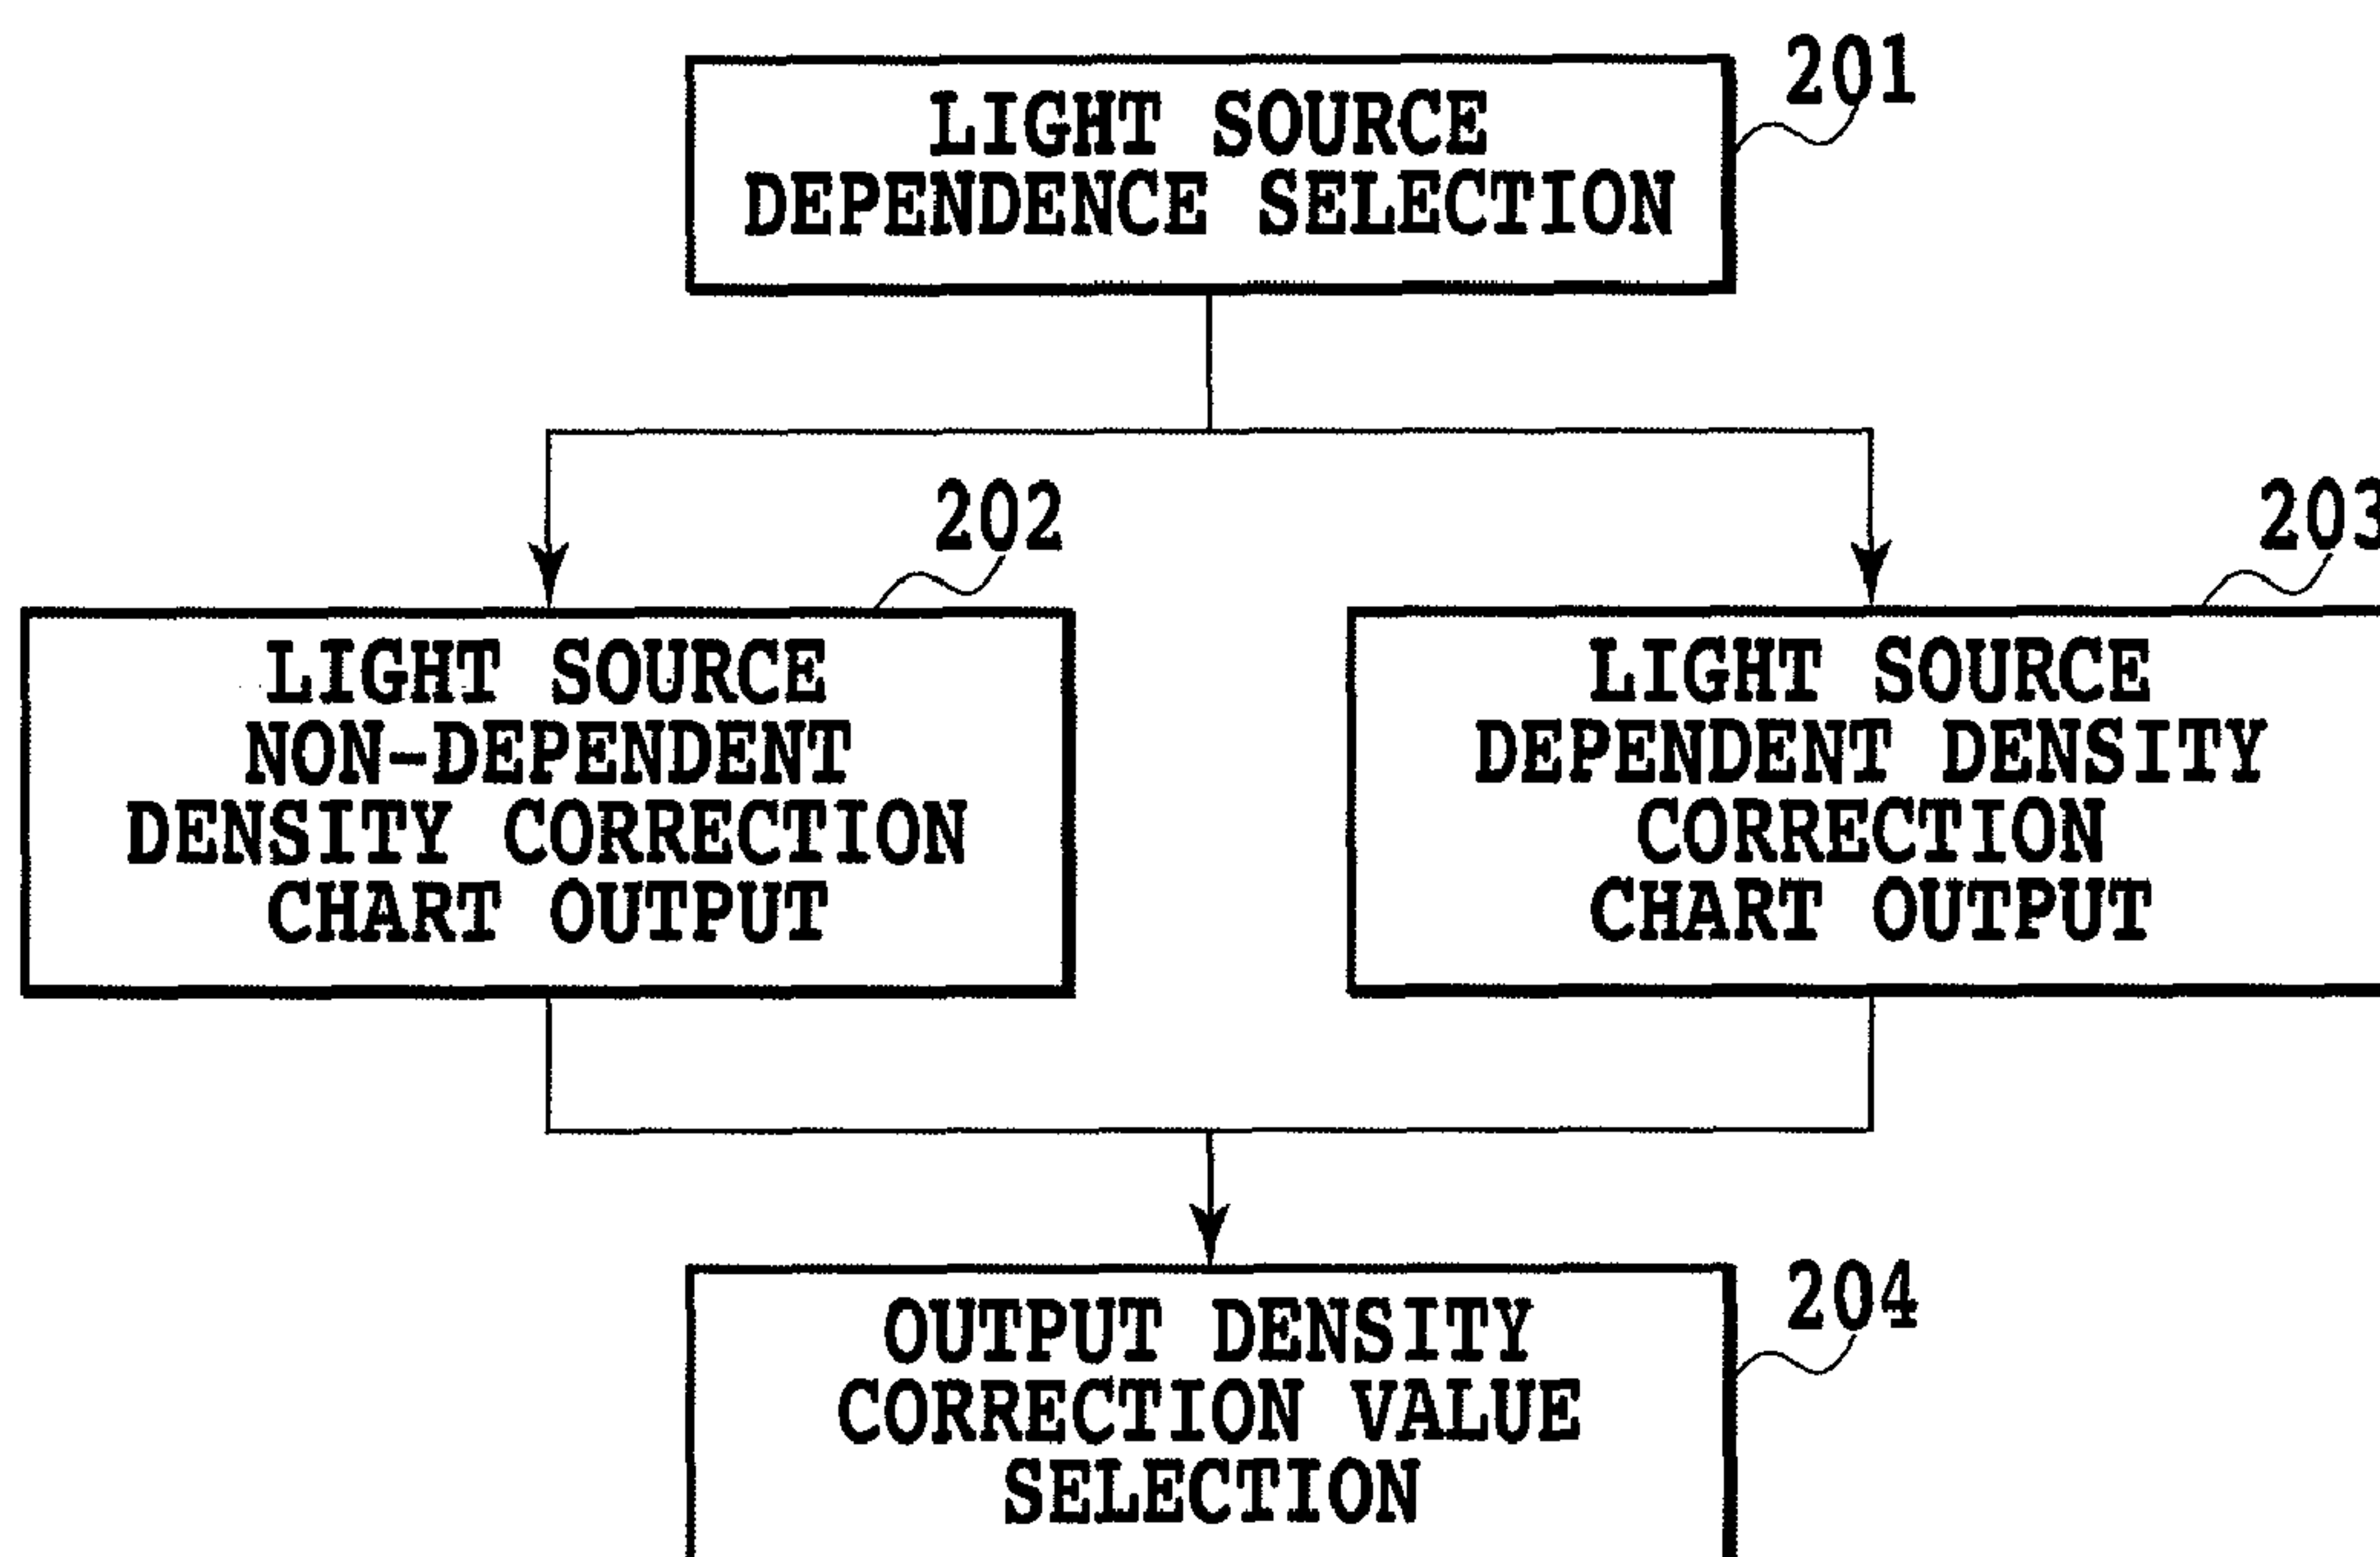 201
LIGHT SOURCE
DEPENDENCE SELECTION
202
203
LIGHT SOURCE
NON-DEPENDENT
DENSITY CORRECTION
CHART OUTPUT
LIGHT SOURCE
DEPENDENT DENSITY
CORRECTION
CHART OUTPUT
204
OUTPUT DENSITY
CORRECTION VALUE
SELECTION